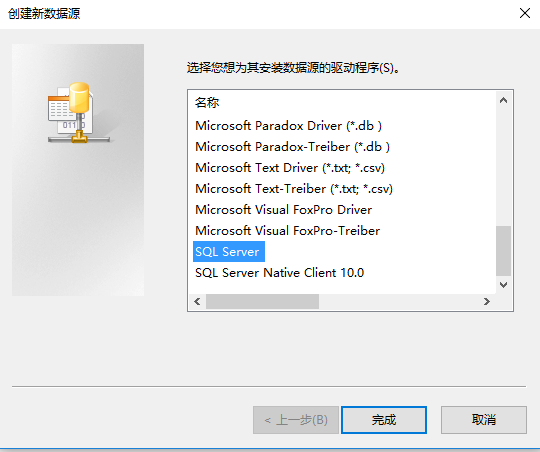 创建新数据源
选择您想为其安装数据源的驱动程序(S)。
名称
Microsoft Paradox Driver (*.db )
Microsoft Paradox-Treiber (*.db )
Microsoft Text Driver (*.txt; *.csv)
Microsoft Text-Treiber (*.txt; *.csv)
Microsoft Visual FoxPro Driver
Microsoft Visual FoxPro-Treiber
SQL Server
SQL Server Native Client 10.0
< 上一步(B)
完成
取消